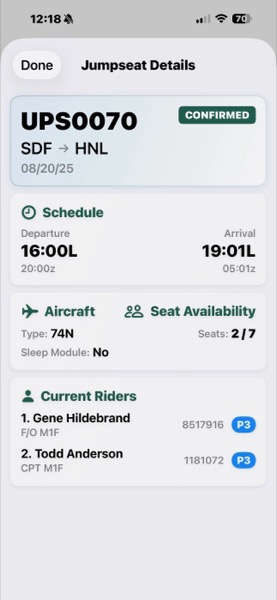 12:18
70
Done
Jumpseat Details
UPS0070
CONFIRMED
SDF → HNL
08/20/25
Schedule
Departure
Arrival
16:00L
19:01L
20:00z
05:01z
Aircraft
Seat Availability
Type: 74N
Seats: 2 / 7
Sleep Module: No
Current Riders
1. Gene Hildebrand
8517916
P3
F/O M1F
2. Todd Anderson
1181072
P3
CPT M1F